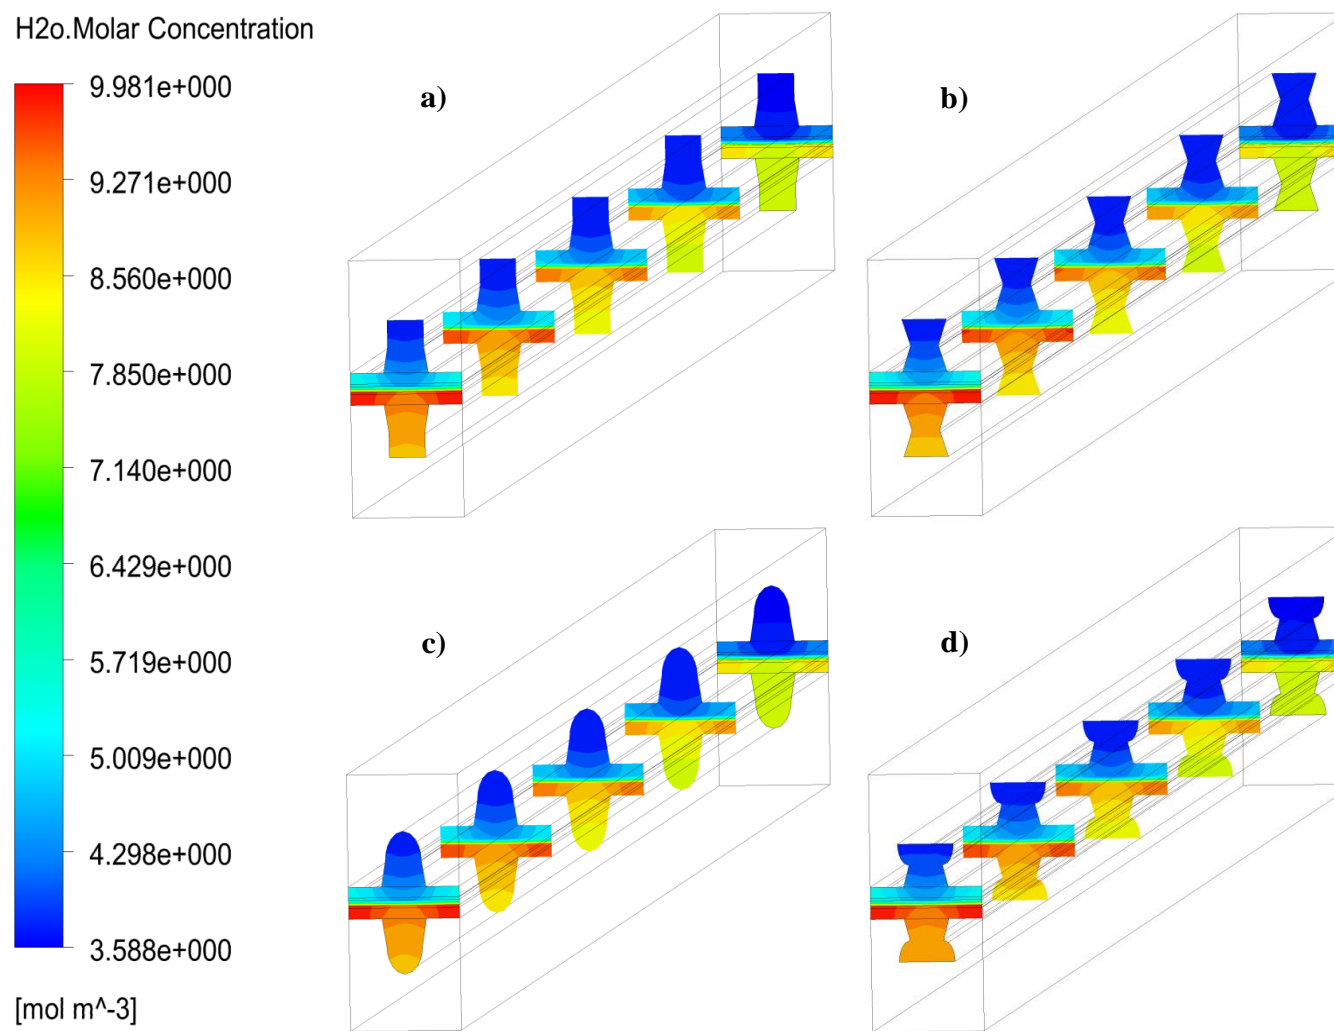 H2o.Molar Concentration
9.981e+000
9.271e+000
8.560e+000
7.850e+000
7.140e+000
6.429e+000
5.719e+000
5.009e+000
4.298e+000
3.588e+000
[mol m^-3]
a)
b)
c)
d)